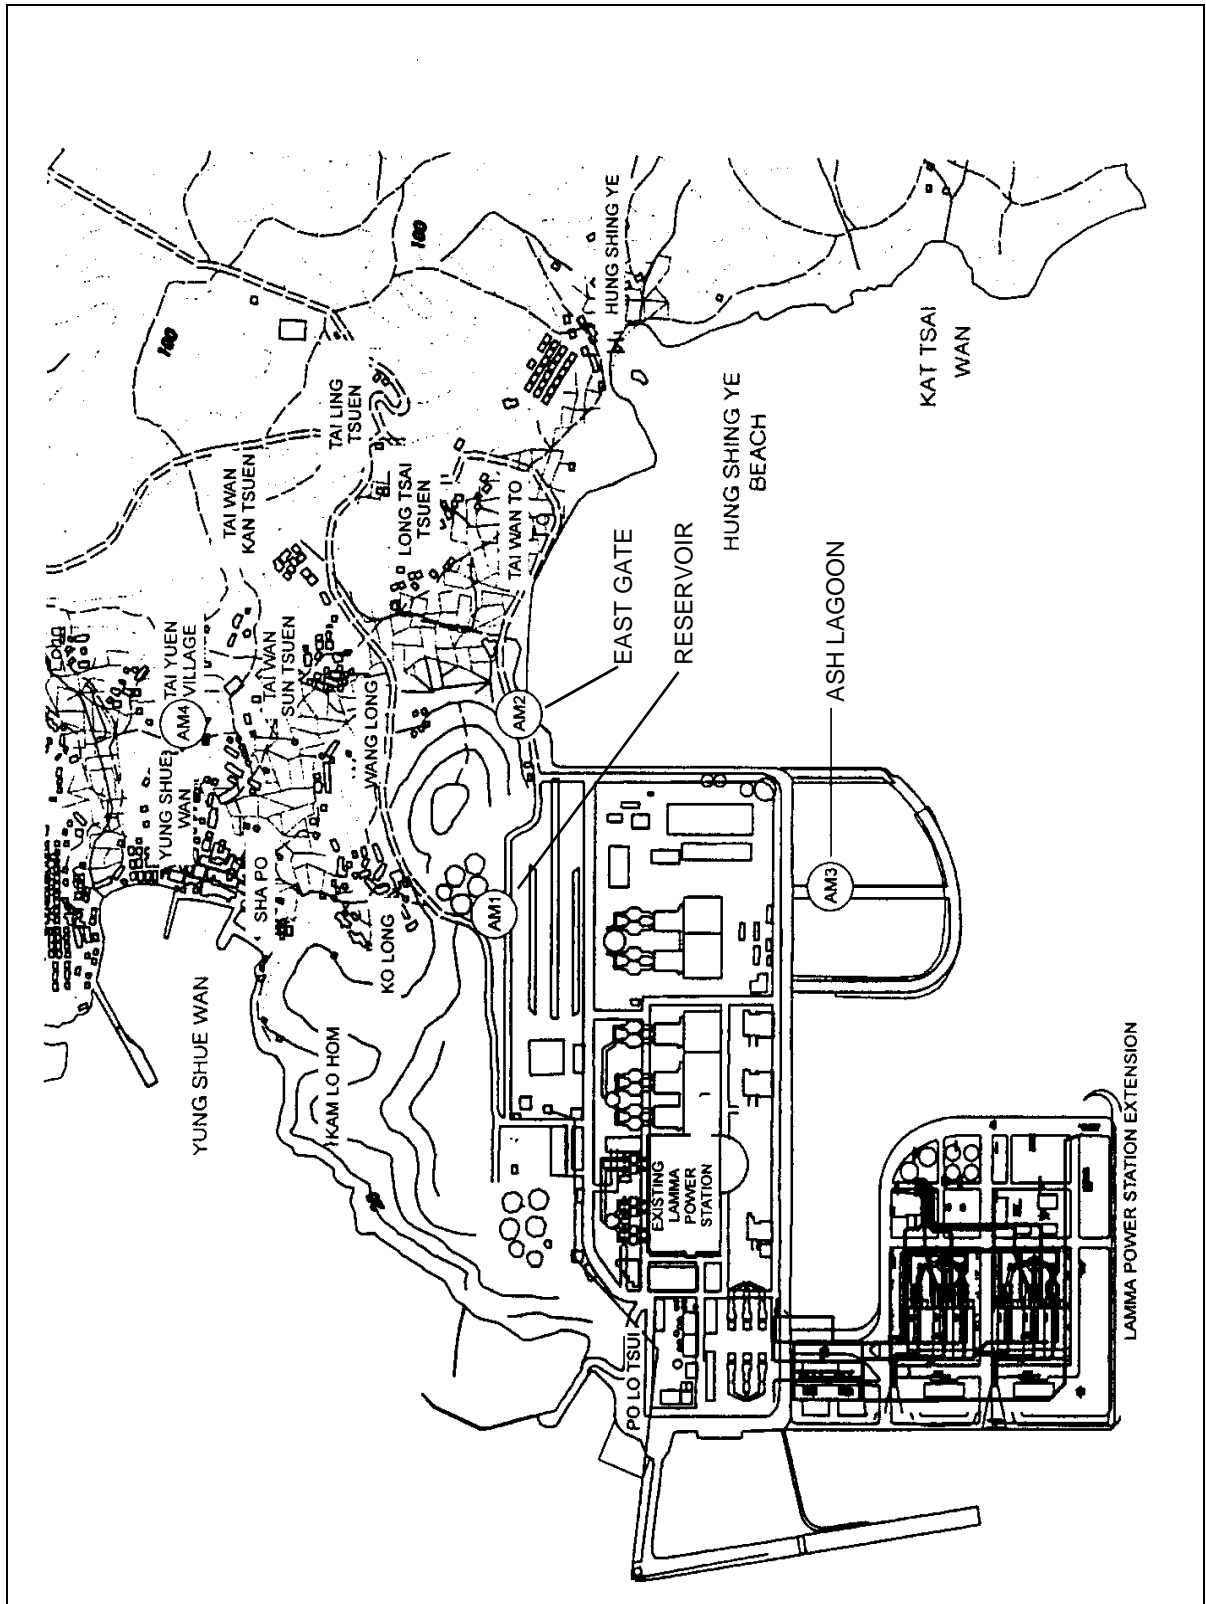 100
100
HUNG SHING YE
KAT TSAI
WAN
TAI LING
TSUEN
HUNG SHING YE
BEACH
TAI WAN
KAN TSUEN
LONG TSAI
TSUEN
TAI WAN TO
EAST GATE
RESERVOIR
ASH LAGOON
Long
TAI YUEN
VILLAGE
AM4
TAI WAN
SUN TSUEN
WANG LONG
AM2
YUNG SHUE
WAN
SHA PO
AM1
AM3
KO LONG
YUNG SHUE WAN
KAM LO HOM
EXISTING
LAMMA
POWER
STATION
PO LO TSUI
LAMMA POWER STATION EXTENSION